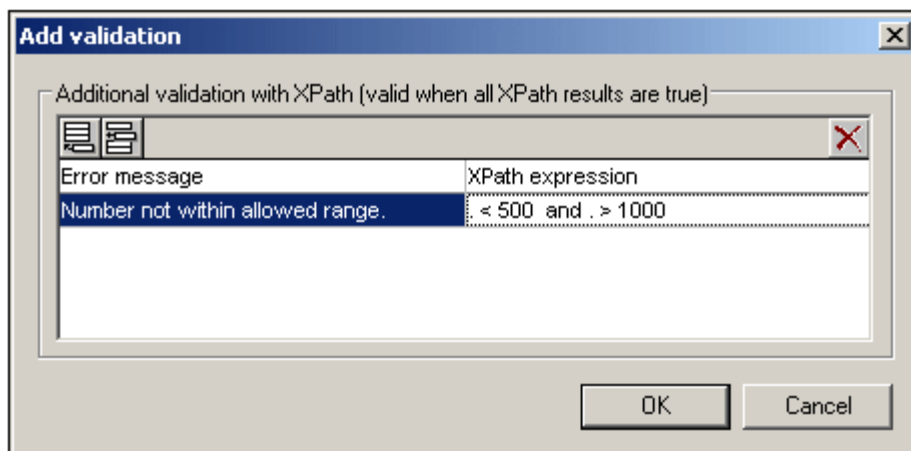 Add validation
Additional validation with XPath (valid when all XPath results are true)
Error message XPath expression
Number not within allowed range. . < 500 and . > 1000
OK Cancel